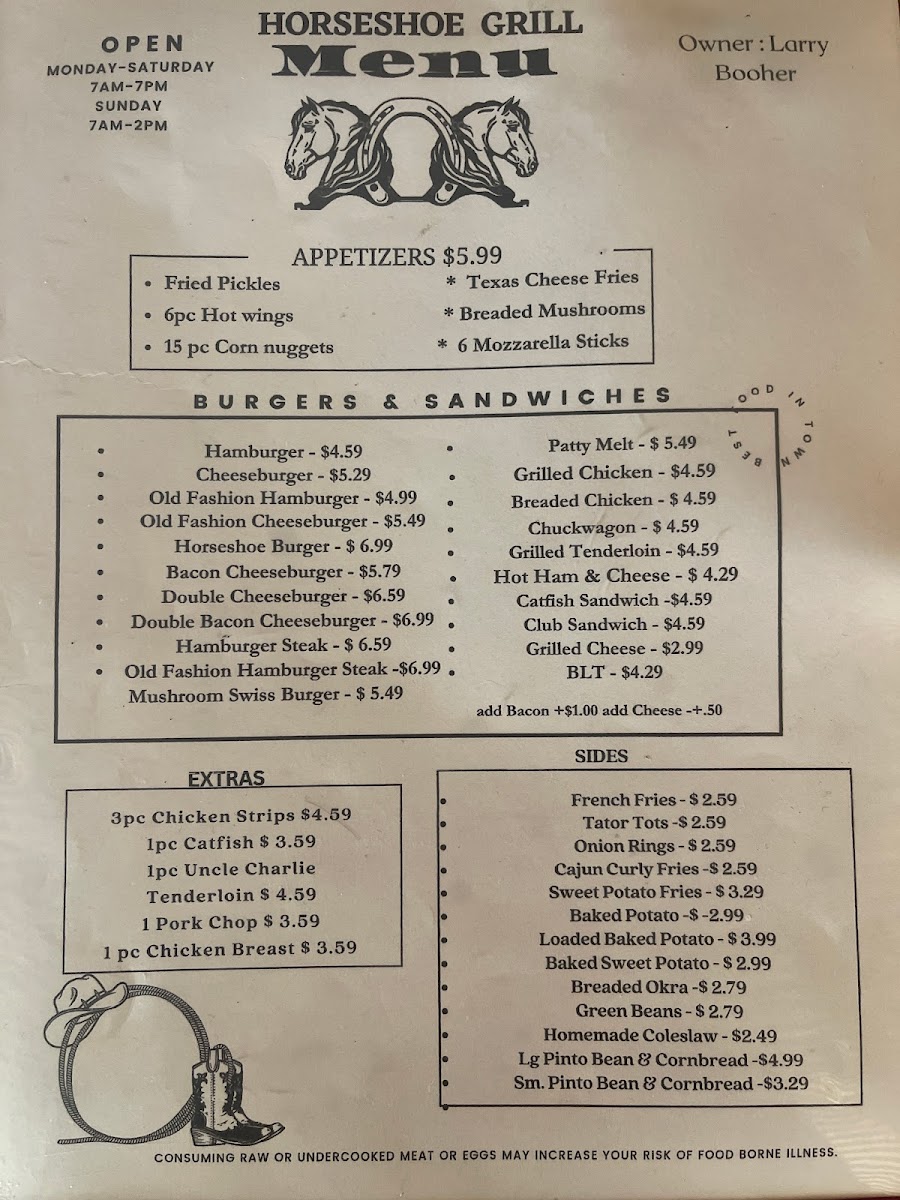 HORSESHOE GRILL
Menu
OPEN
MONDAY-SATURDAY
7AM-7PM
SUNDAY
7AM-2PM
Owner : Larry
Booher
APPETIZERS $5.99
• Fried Pickles
• 6pc Hot wings
• 15 pc Corn nuggets
* Texas Cheese Fries
* Breaded Mushrooms
* 6 Mozzarella Sticks
BURGERS & SANDWICHES
BEST FOOD IN TOWN
• Hamburger - $4.59
• Cheeseburger - $5.29
• Old Fashion Hamburger - $4.99
• Old Fashion Cheeseburger - $5.49
• Horseshoe Burger - $ 6.99
• Bacon Cheeseburger - $5.79
• Double Cheeseburger - $6.59
• Double Bacon Cheeseburger - $6.99
• Hamburger Steak - $ 6.59
• Old Fashion Hamburger Steak -$6.99
Mushroom Swiss Burger - $ 5.49
• Patty Melt - $ 5.49
• Grilled Chicken - $4.59
• Breaded Chicken - $ 4.59
• Chuckwagon - $ 4.59
• Grilled Tenderloin - $4.59
• Hot Ham & Cheese - $ 4.29
• Catfish Sandwich -$4.59
• Club Sandwich - $4.59
• Grilled Cheese - $2.99
• BLT - $4.29
add Bacon +$1.00 add Cheese -+.50
EXTRAS
3pc Chicken Strips $4.59
1pc Catfish $ 3.59
1pc Uncle Charlie
Tenderloin $ 4.59
1 Pork Chop $ 3.59
1 pc Chicken Breast $ 3.59
SIDES
• French Fries - $ 2.59
• Tator Tots -$ 2.59
• Onion Rings - $ 2.59
• Cajun Curly Fries -$ 2.59
• Sweet Potato Fries - $ 3.29
• Baked Potato -$ -2.99
• Loaded Baked Potato - $ 3.99
• Baked Sweet Potato - $ 2.99
• Breaded Okra -$ 2.79
• Green Beans - $ 2.79
• Homemade Coleslaw - $2.49
• Lg Pinto Bean & Cornbread -$4.99
• Sm. Pinto Bean & Cornbread -$3.29
CONSUMING RAW OR UNDERCOOKED MEAT OR EGGS MAY INCREASE YOUR RISK OF FOOD BORNE ILLNESS.